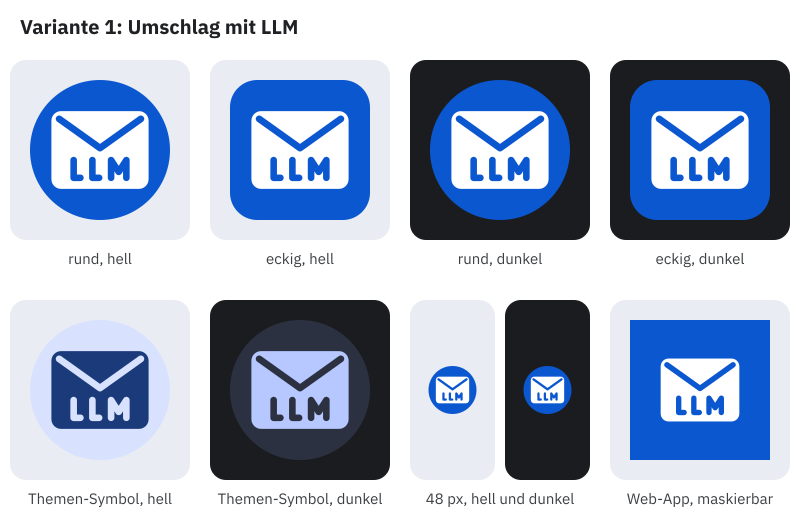 Variante 1: Umschlag mit LLM
LLM LLM LLM LLM
rund, hell eckig, hell rund, dunkel eckig, dunkel
LLM LLM LLM LLM LLM
Themen-Symbol, hell Themen-Symbol, dunkel 48 px, hell und dunkel Web-App, maskierbar